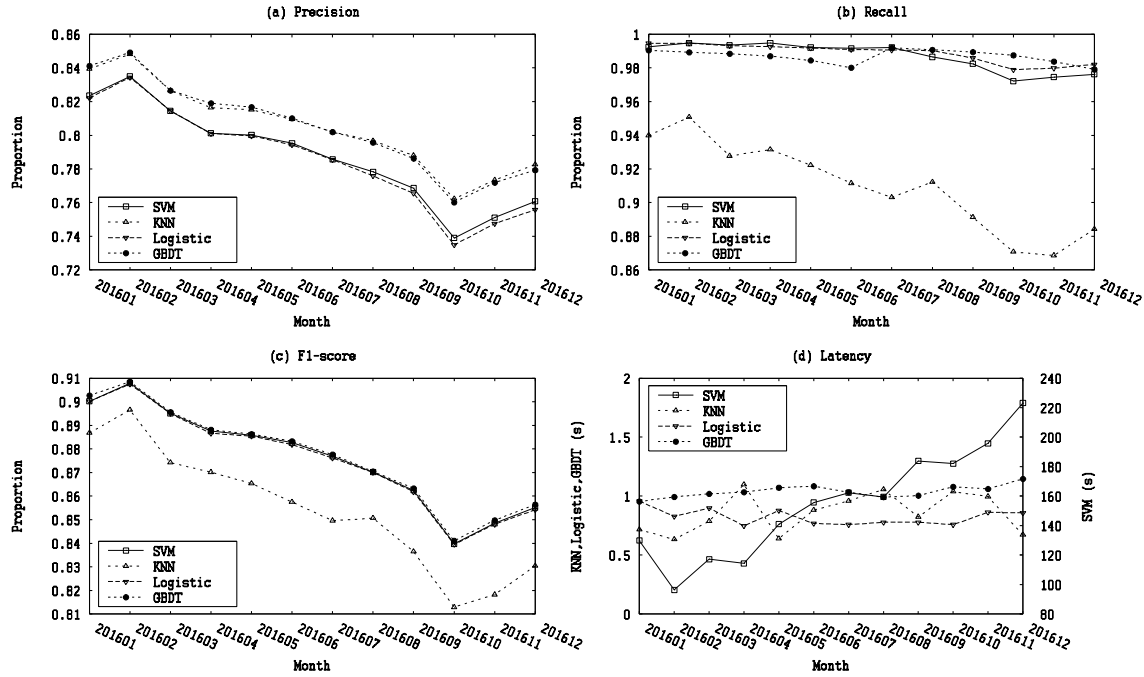 (a) Precision
0.86
0.84
0.82
0.8
0.78
0.76
0.74
0.72
Proportion
SVM
KNN
Logistic
GBDT
201601 201602 201603 201604 201605 201606 201607 201608 201609 201610 201611 201612
Month
(b) Recall
1
0.98
0.96
0.94
0.92
0.9
0.88
0.86
Proportion
SVM
KNN
Logistic
GBDT
201601 201602 201603 201604 201605 201606 201607 201608 201609 201610 201611 201612
Month
(c) F1-score
0.91
0.9
0.89
0.88
0.87
0.86
0.85
0.84
0.83
0.82
0.81
Proportion
SVM
KNN
Logistic
GBDT
201601 201602 201603 201604 201605 201606 201607 201608 201609 201610 201611 201612
Month
(d) Latency
2
1.5
1
0.5
0
KNN,Logistic,GBDT (s)
SVM
KNN
Logistic
GBDT
240
220
200
180
160
140
120
100
80
SVM (s)
201601 201602 201603 201604 201605 201606 201607 201608 201609 201610 201611 201612
Month